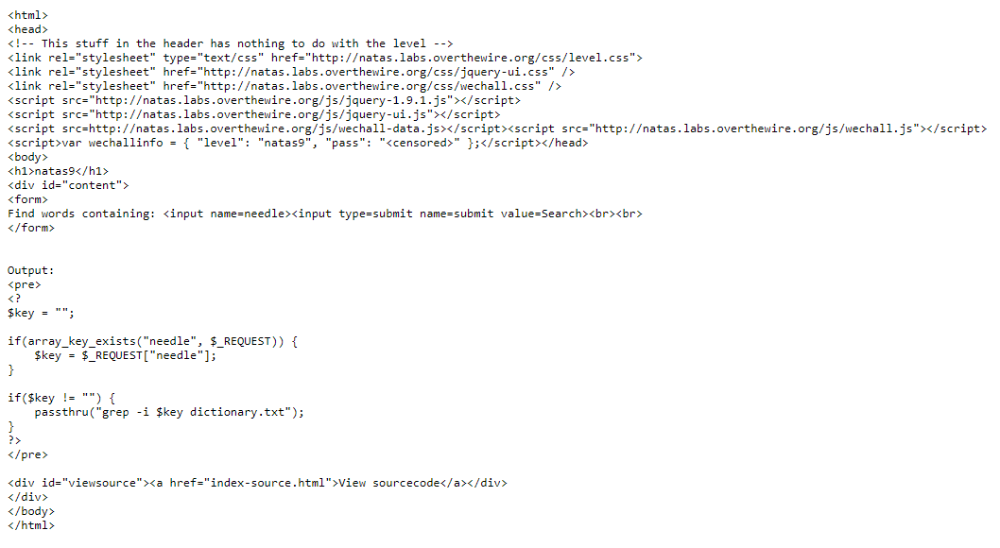 <html>
<head>
<!-- This stuff in the header has nothing to do with the level -->
<link rel="stylesheet" type="text/css" href="http://natas.labs.overthewire.org/css/level.css">
<link rel="stylesheet" href="http://natas.labs.overthewire.org/css/jquery-ui.css" />
<link rel="stylesheet" href="http://natas.labs.overthewire.org/css/wechall.css" />
<script src="http://natas.labs.overthewire.org/js/jquery-1.9.1.js"></script>
<script src="http://natas.labs.overthewire.org/js/jquery-ui.js"></script>
<script src=http://natas.labs.overthewire.org/js/wechall-data.js></script><script src="http://natas.labs.overthewire.org/js/wechall.js"></script>
<script>var wechallinfo = { "level": "natas9", "pass": "<censored>" };</script></head>
<body>
<h1>natas9</h1>
<div id="content">
<form>
Find words containing: <input name=needle><input type=submit name=submit value=Search><br><br>
</form>


Output:
<pre>
<?
$key = "";

if(array_key_exists("needle", $_REQUEST)) {
    $key = $_REQUEST["needle"];
}

if($key != "") {
    passthru("grep -i $key dictionary.txt");
}
?>
</pre>

<div id="viewsource"><a href="index-source.html">View sourcecode</a></div>
</div>
</body>
</html>